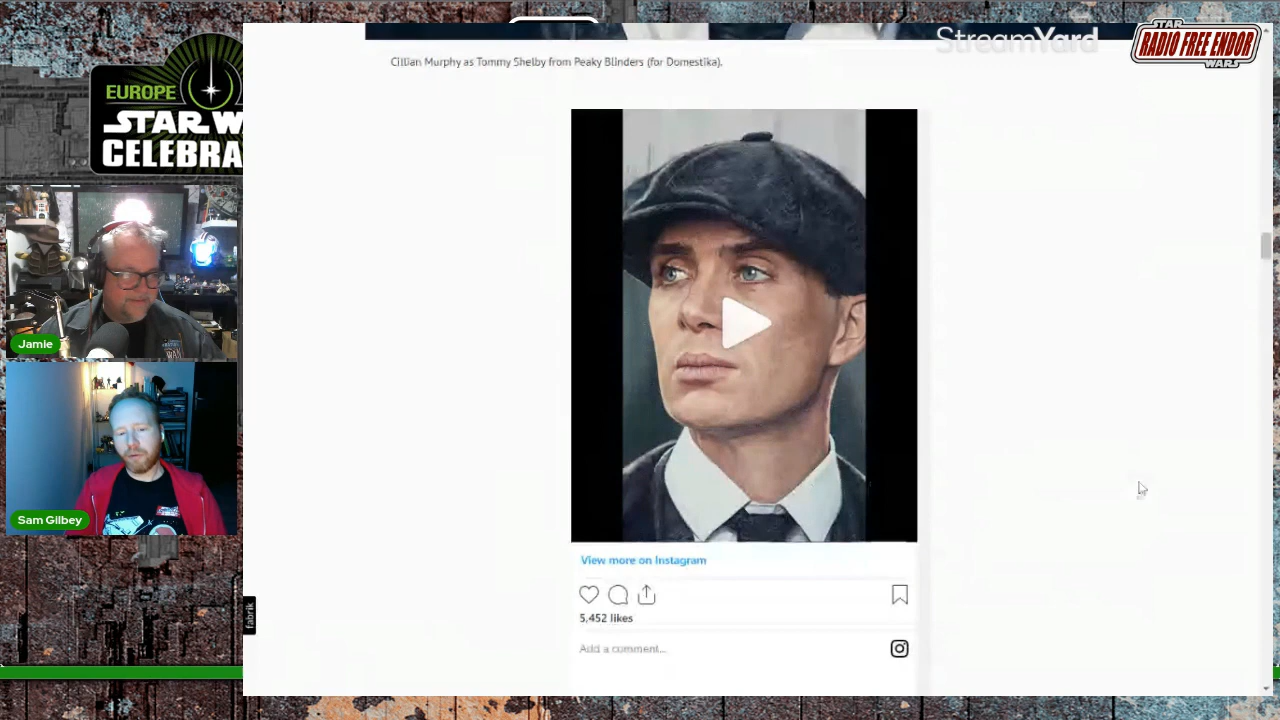 StreamYard
STAR
RADIO FREE ENDOR
WARS
Cillian Murphy as Tommy Shelby from Peaky Blinders (for Domestika).
EUROPE
STAR W
CELEBRA
Jamie
Sam Gilbey
View more on Instagram
5,452 likes
Add a comment...
fabrik